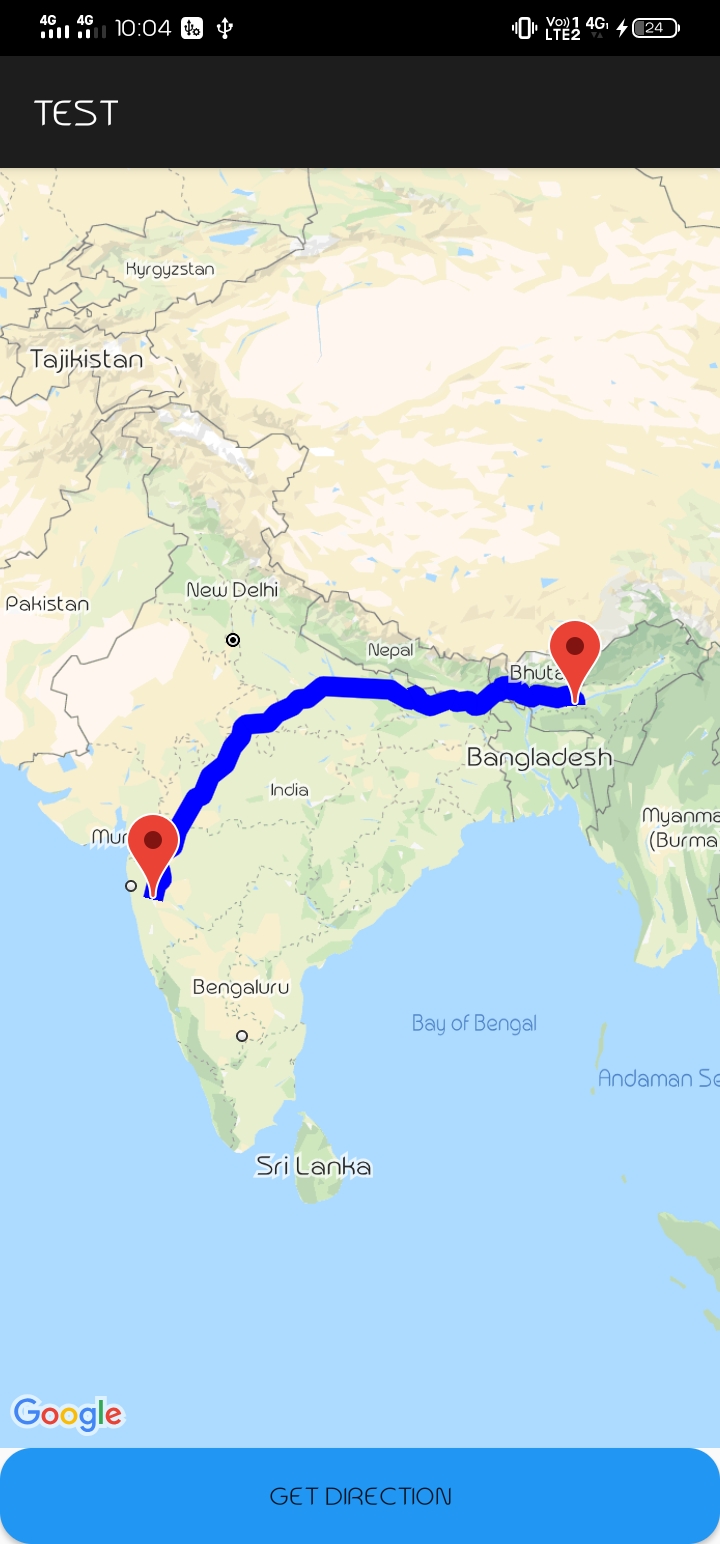 4G 4G 10:04 Vo)) 1 4G
LTE2 24
TEST
Kyrgyzstan
Tajikistan
New Delhi
Pakistan
Nepal
Bhuta
Bangladesh
India
Myanma
(Burma
Mur
Bengaluru
Bay of Bengal
Andaman Se
Sri Lanka
Google
GET DIRECTION